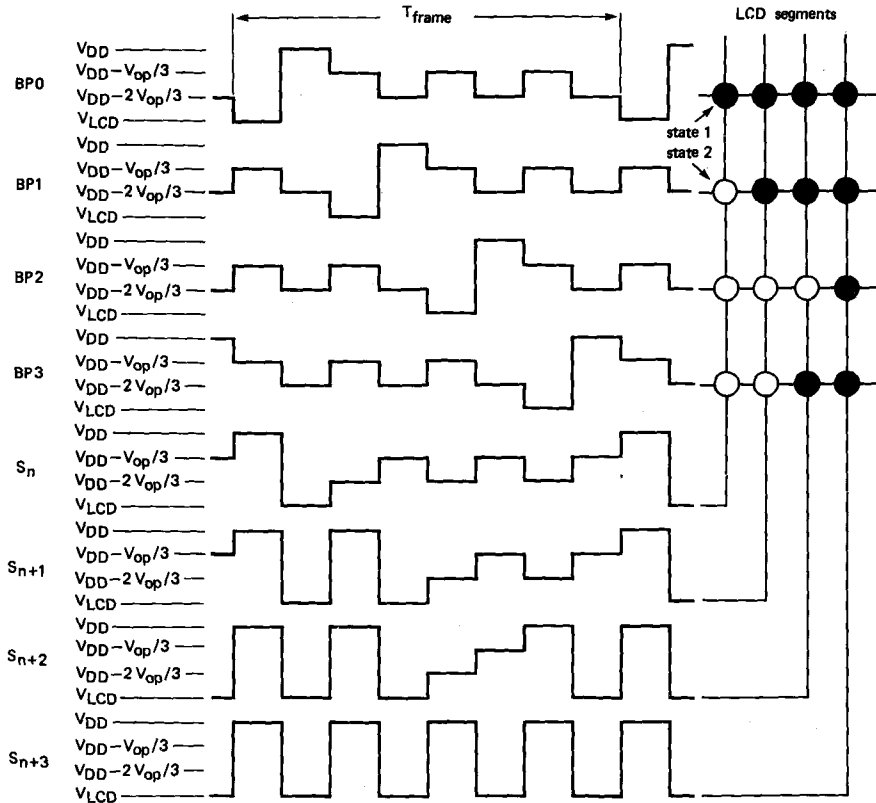 T_frame
LCD segments
BP0
V_DD
V_DD–V_op/3
V_DD–2 V_op/3
V_LCD
state 1
state 2
BP1
V_DD
V_DD–V_op/3
V_DD–2 V_op/3
V_LCD
BP2
V_DD
V_DD–V_op/3
V_DD–2 V_op/3
V_LCD
BP3
V_DD
V_DD–V_op/3
V_DD–2 V_op/3
V_LCD
S_n
V_DD
V_DD–V_op/3
V_DD–2 V_op/3
V_LCD
S_n+1
V_DD
V_DD–V_op/3
V_DD–2 V_op/3
V_LCD
S_n+2
V_DD
V_DD–V_op/3
V_DD–2 V_op/3
V_LCD
S_n+3
V_DD
V_DD–V_op/3
V_DD–2 V_op/3
V_LCD